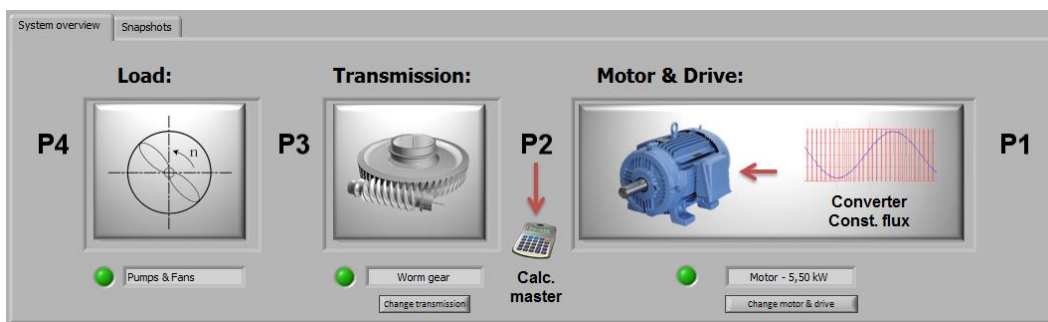 System overview
Snapshots
Load:
Transmission:
Motor & Drive:
P4
n
P3
P2
P1
Converter
Const. flux
Pumps & Fans
Worm gear
Calc.
master
Motor - 5,50 kW
Change transmission
Change motor & drive